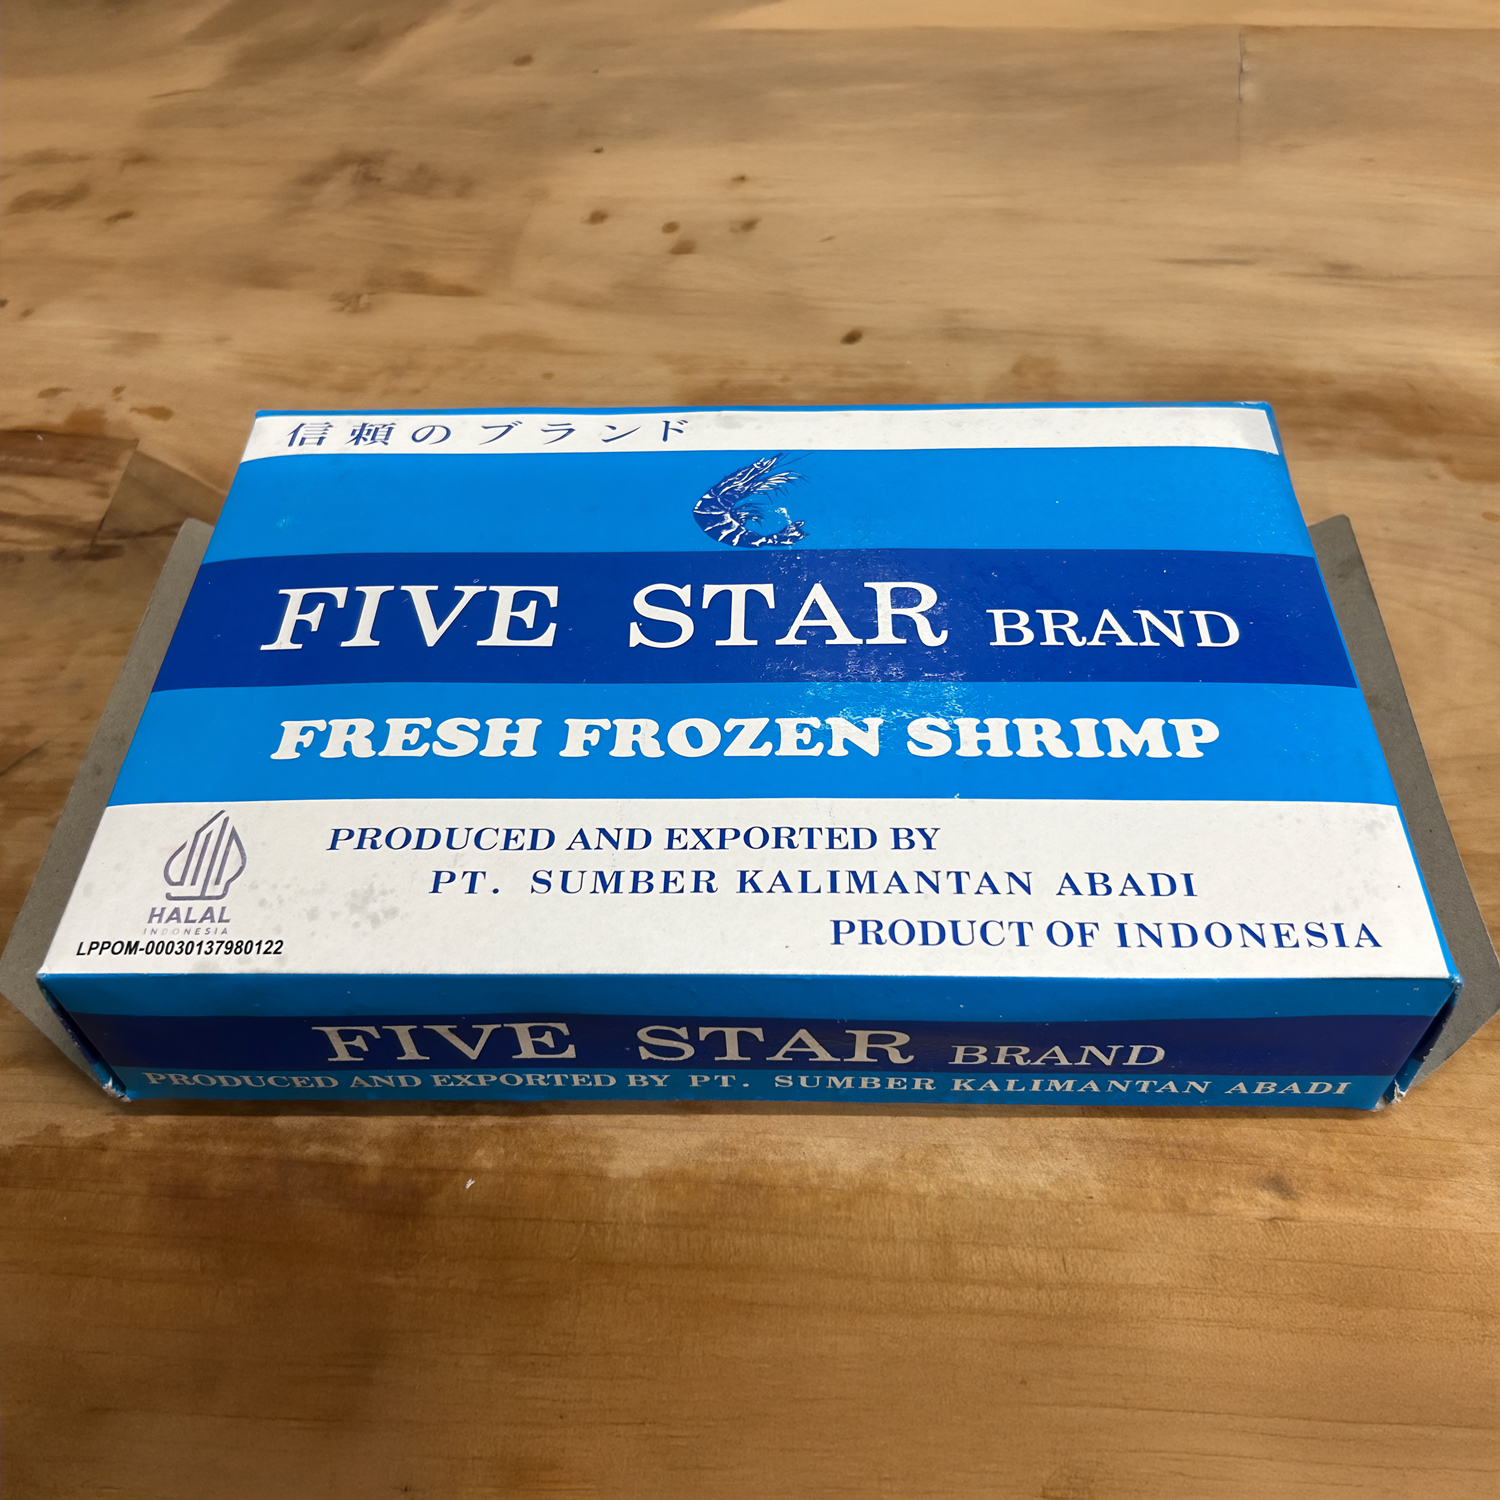 信頼のブランド
FIVE STAR BRAND
FRESH FROZEN SHRIMP
HALAL
INDONESIA
LPPOM-00030137980122
PRODUCED AND EXPORTED BY
PT. SUMBER KALIMANTAN ABADI
PRODUCT OF INDONESIA
FIVE STAR BRAND
PRODUCED AND EXPORTED BY PT. SUMBER KALIMANTAN ABADI